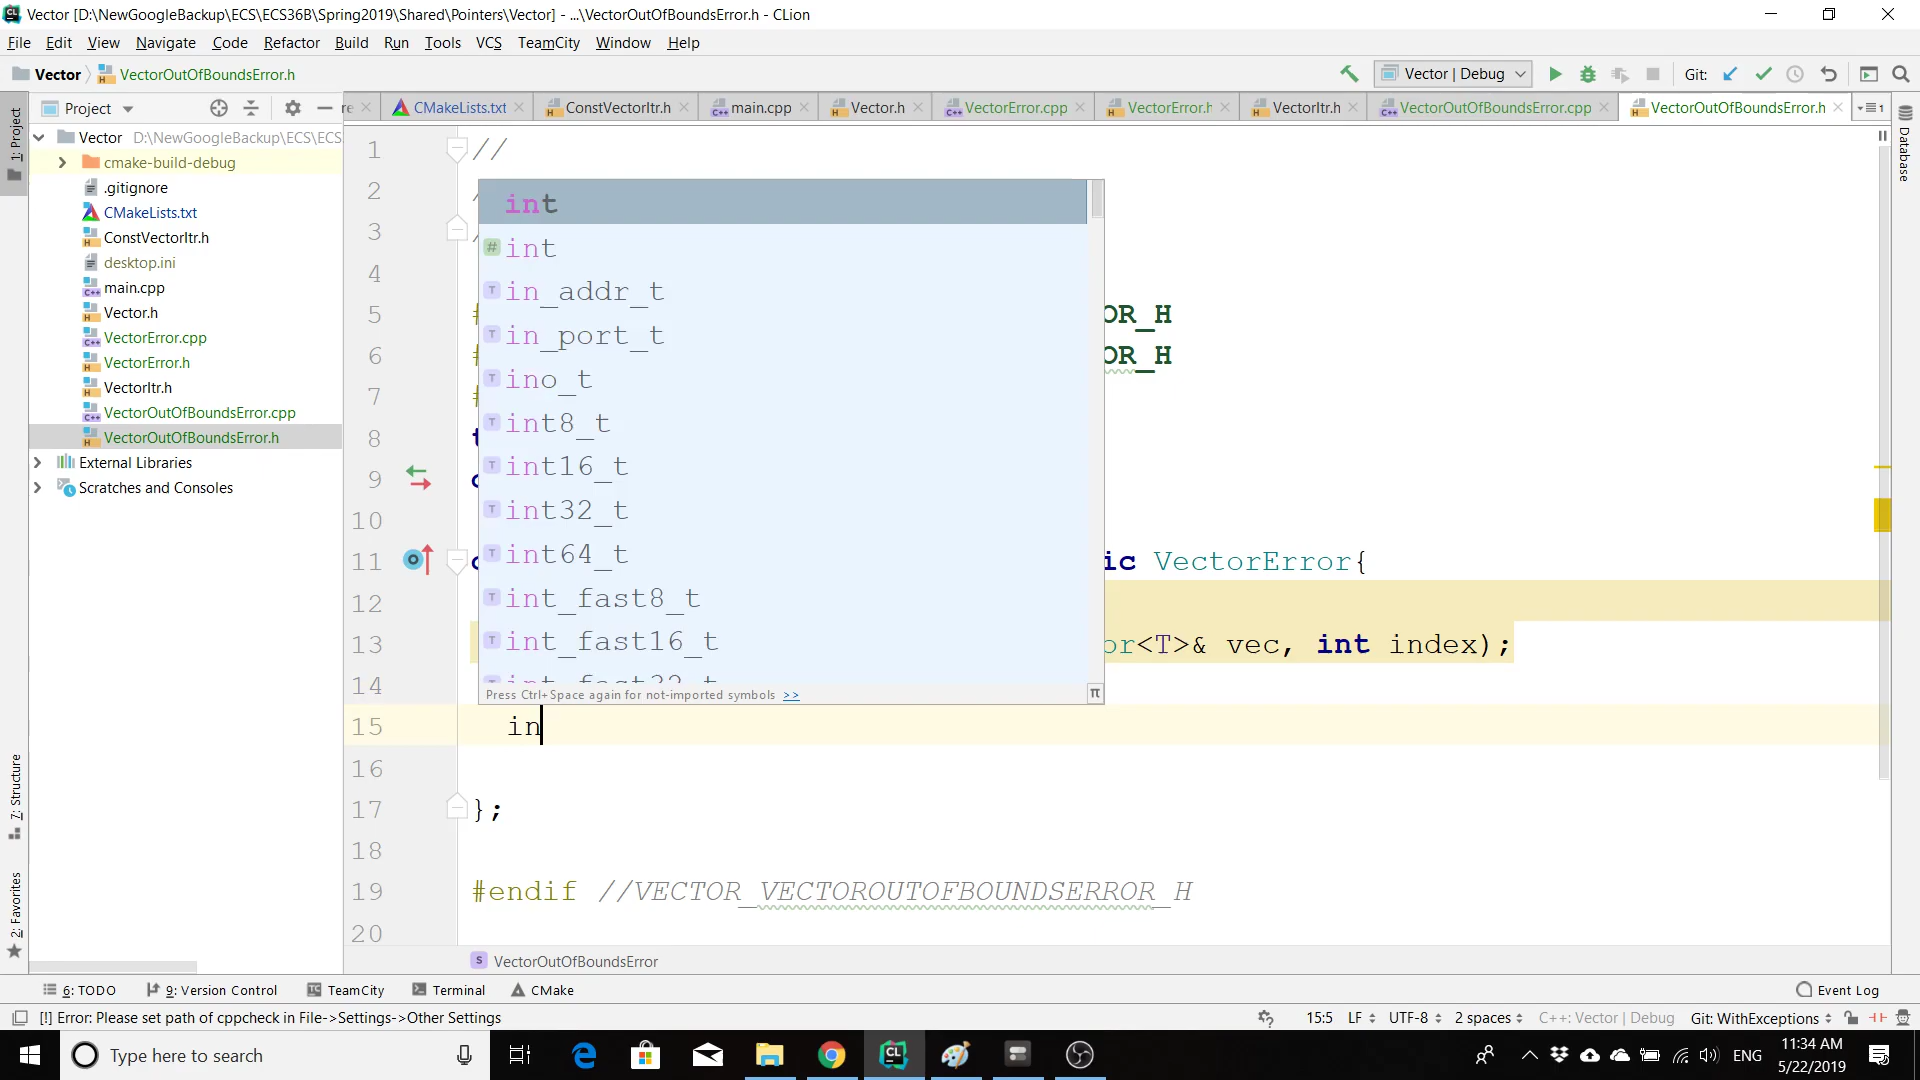 Vector [D:\NewGoogleBackup\ECS\ECS36B\Spring2019\Shared\Pointers\Vector] - ...\VectorOutOfBoundsError.h - CLion
File Edit View Navigate Code Refactor Build Run Tools VCS TeamCity Window Help
Vector VectorOutOfBoundsError.h Vector | Debug Git:
Project re CMakeLists.txt ConstVectorItr.h main.cpp Vector.h VectorError.cpp VectorError.h VectorItr.h VectorOutOfBoundsError.cpp VectorOutOfBoundsError.h 1
1: Project
Database
Vector D:\NewGoogleBackup\ECS\ECS
cmake-build-debug
.gitignore
CMakeLists.txt
ConstVectorItr.h
desktop.ini
main.cpp
Vector.h
VectorError.cpp
VectorError.h
VectorItr.h
VectorOutOfBoundsError.cpp
VectorOutOfBoundsError.h
External Libraries
Scratches and Consoles
7: Structure
2: Favorites
1 //
2
3
4
5 OR_H
6 OR_H
7
8
9
10
11 ic VectorError{
12
13 or<T>& vec, int index);
14
15 in
16
17 };
18
19 #endif //VECTOR_VECTOROUTOFBOUNDSERROR_H
20
int
# int
T in_addr_t
T in_port_t
T ino_t
T int8_t
T int16_t
T int32_t
T int64_t
T int_fast8_t
T int_fast16_t
int_fast32_t
Press Ctrl+Space again for not-imported symbols >> π
S VectorOutOfBoundsError
6: TODO 9: Version Control TeamCity Terminal CMake Event Log
[!] Error: Please set path of cppcheck in File->Settings->Other Settings 15:5 LF UTF-8 2 spaces C++: Vector | Debug Git: WithExceptions
Type here to search ENG 11:34 AM
5/22/2019